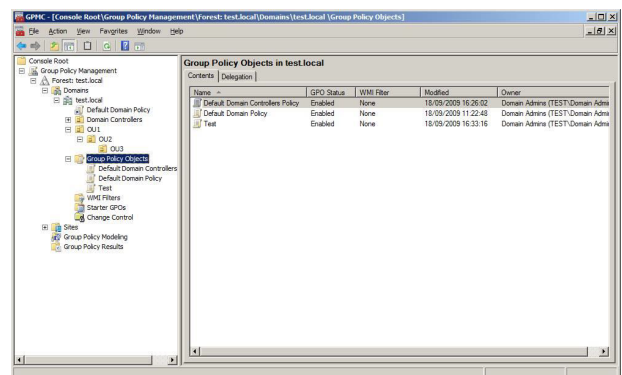 GPMC - [Console Root\Group Policy Management\Forest: test.local\Domains\test.local \Group Policy Objects]
File Action View Favorites Window Help
Console Root
Group Policy Management
Forest: test.local
Domains
test.local
Default Domain Policy
Domain Controllers
OU1
OU2
OU3
Group Policy Objects
Default Domain Controllers
Default Domain Policy
Test
WMI Filters
Starter GPOs
Change Control
Sites
Group Policy Modeling
Group Policy Results
Group Policy Objects in test.local
Contents Delegation
Name GPO Status WMI Filter Modified Owner
Default Domain Controllers Policy Enabled None 18/09/2009 16:26:02 Domain Admins (TEST\Domain Admi
Default Domain Policy Enabled None 18/09/2009 11:22:48 Domain Admins (TEST\Domain Admi
Test Enabled None 18/09/2009 16:33:16 Domain Admins (TEST\Domain Admi